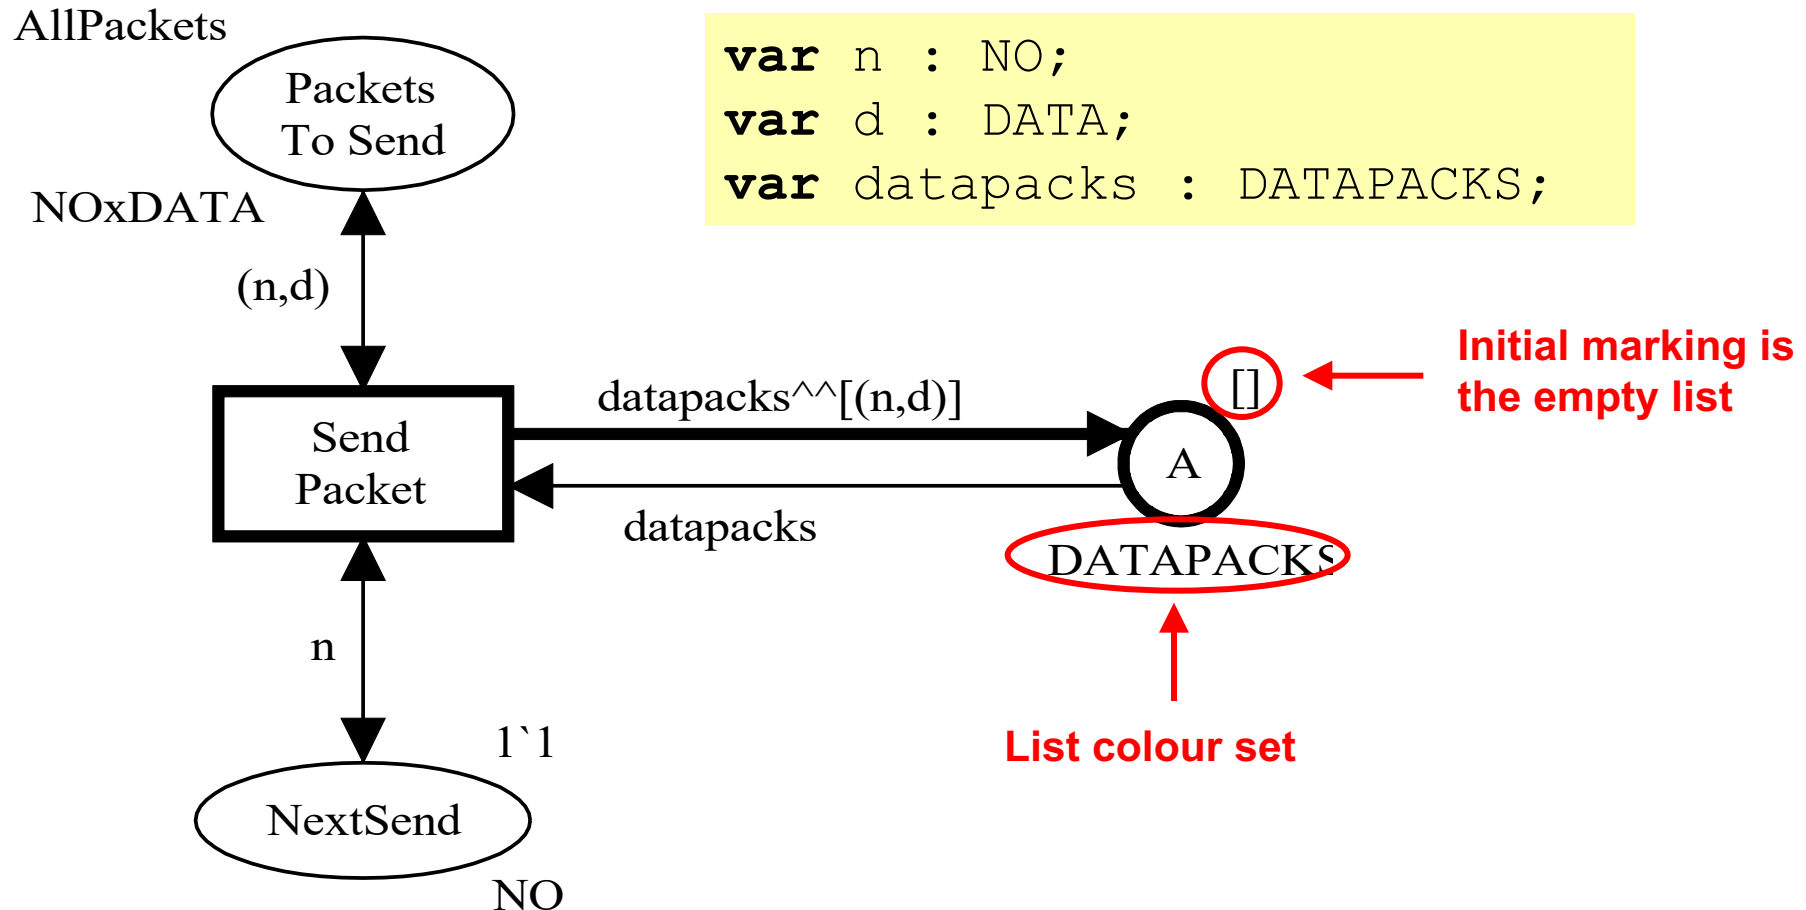 AllPackets
Packets
To Send
NOxDATA
(n,d)
var n : NO;
var d : DATA;
var datapacks : DATAPACKS;
Send
Packet
datapacks^^[(n,d)]
datapacks
[]
Initial marking is
the empty list
A
DATAPACKS
List colour set
n
1`1
NextSend
NO